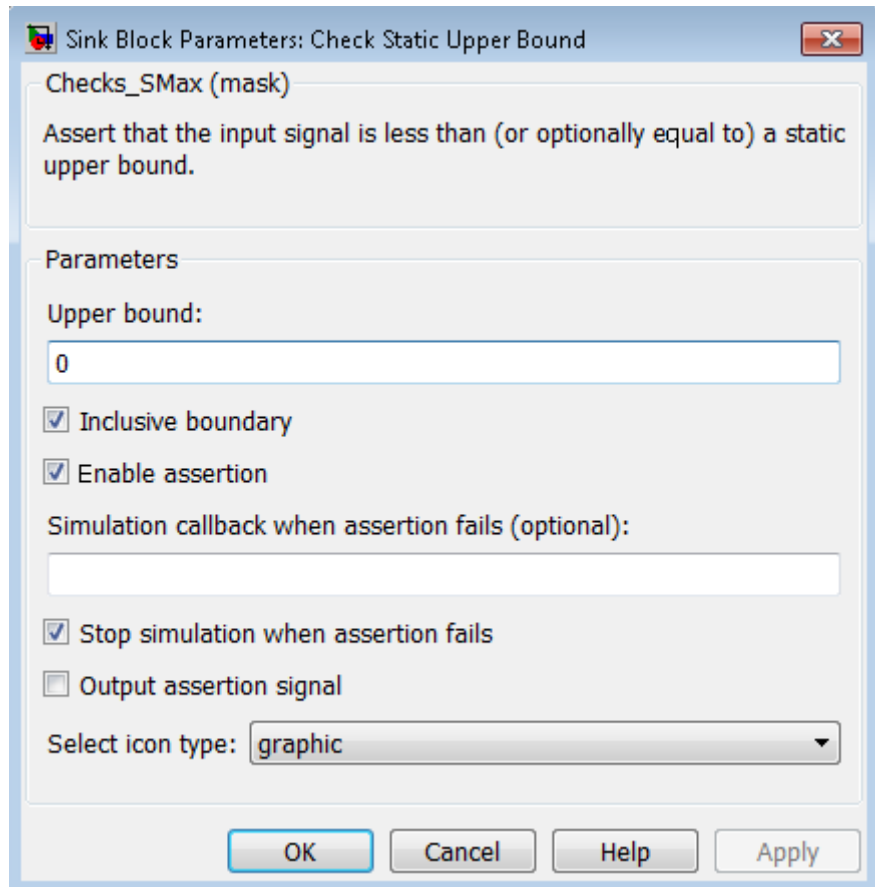 Sink Block Parameters: Check Static Upper Bound
Checks_SMax (mask)
Assert that the input signal is less than (or optionally equal to) a static
upper bound.
Parameters
Upper bound:
0
Inclusive boundary
Enable assertion
Simulation callback when assertion fails (optional):
Stop simulation when assertion fails
Output assertion signal
Select icon type: graphic
OK Cancel Help Apply